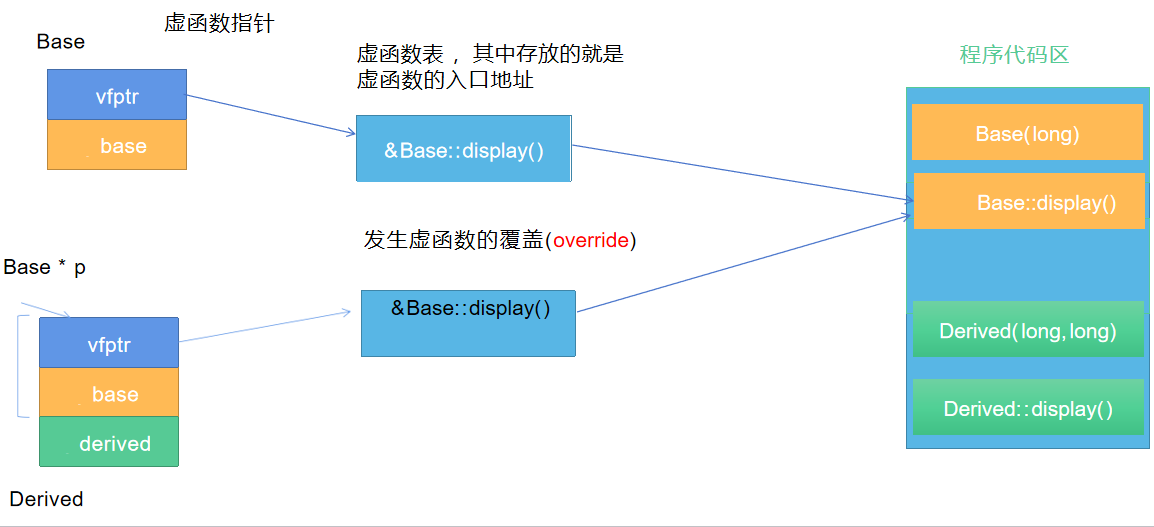 虚函数指针
Base
虚函数表 ,其中存放的就是
虚函数的入口地址
程序代码区
vfptr
base
&Base::display()
Base(long)
Base::display()
发生虚函数的覆盖(override)
Base * p
&Base::display()
vfptr
base
derived
Derived(long,long)
Derived::display()
Derived